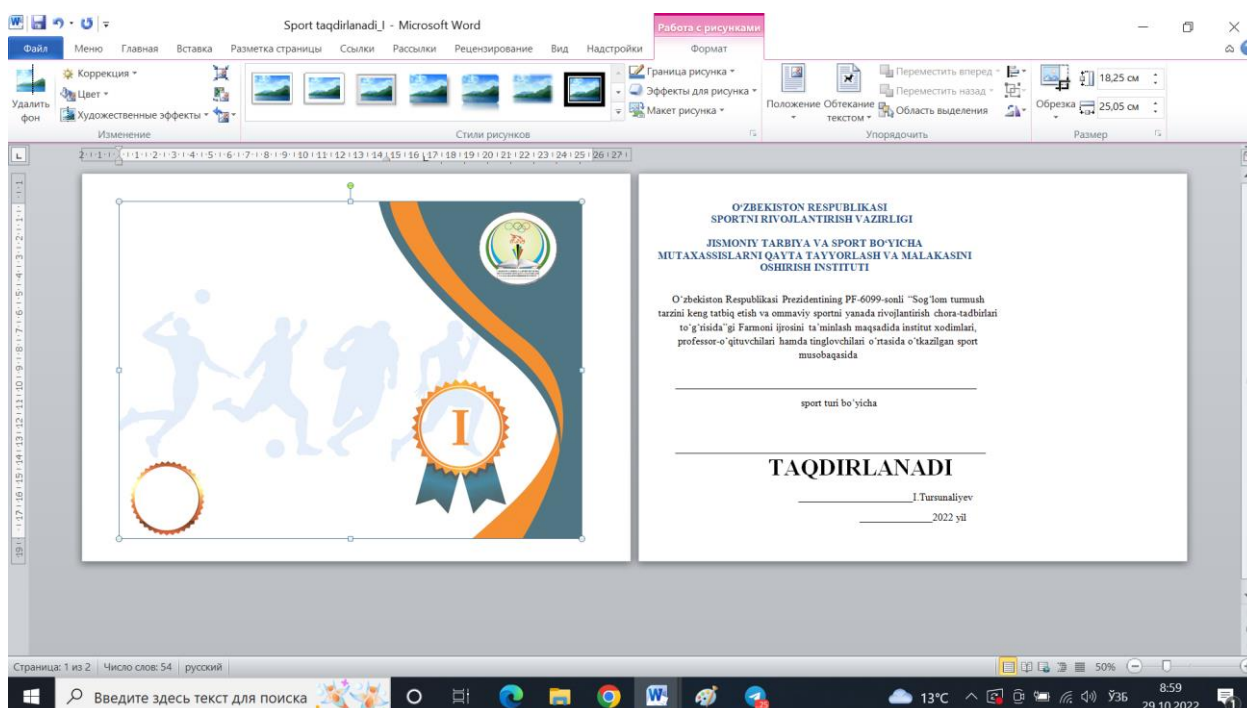 Sport taqdirlanadi_I - Microsoft Word
Работа с рисунками
Файл Меню Главная Вставка Разметка страницы Ссылки Рассылки Рецензирование Вид Надстройки Формат
Удалить фон
Коррекция
Цвет
Художественные эффекты
Изменение
Стили рисунков
Граница рисунка
Эффекты для рисунка
Макет рисунка
Положение
Обтекание текстом
Переместить вперед
Переместить назад
Область выделения
Упорядочить
Обрезка
18,25 см
25,05 см
Размер
I
O‘ZBEKISTON RESPUBLIKASI
SPORTNI RIVOJLANTIRISH VAZIRLIGI
JISMONIY TARBIYA VA SPORT BO‘YICHA
MUTAXASSISLARNI QAYTA TAYYORLASH VA MALAKASINI
OSHIRISH INSTITUTI
O‘zbekiston Respublikasi Prezidentining PF-6099-sonli “Sog‘lom turmush
tarzini keng tatbiq etish va ommaviy sportni yanada rivojlantirish chora-tadbirlari
to‘g‘risida”gi Farmoni ijrosini ta’minlash maqsadida institut xodimlari,
professor-o‘qituvchilari hamda tinglovchilari o‘rtasida o‘tkazilgan sport
musobaqasida
sport turi bo‘yicha
TAQDIRLANADI
I.Tursunaliyev
2022 yil
Страница: 1 из 2 Число слов: 54 русский
50%
Введите здесь текст для поиска
13°C
ЎЗБ
8:59
29.10.2022